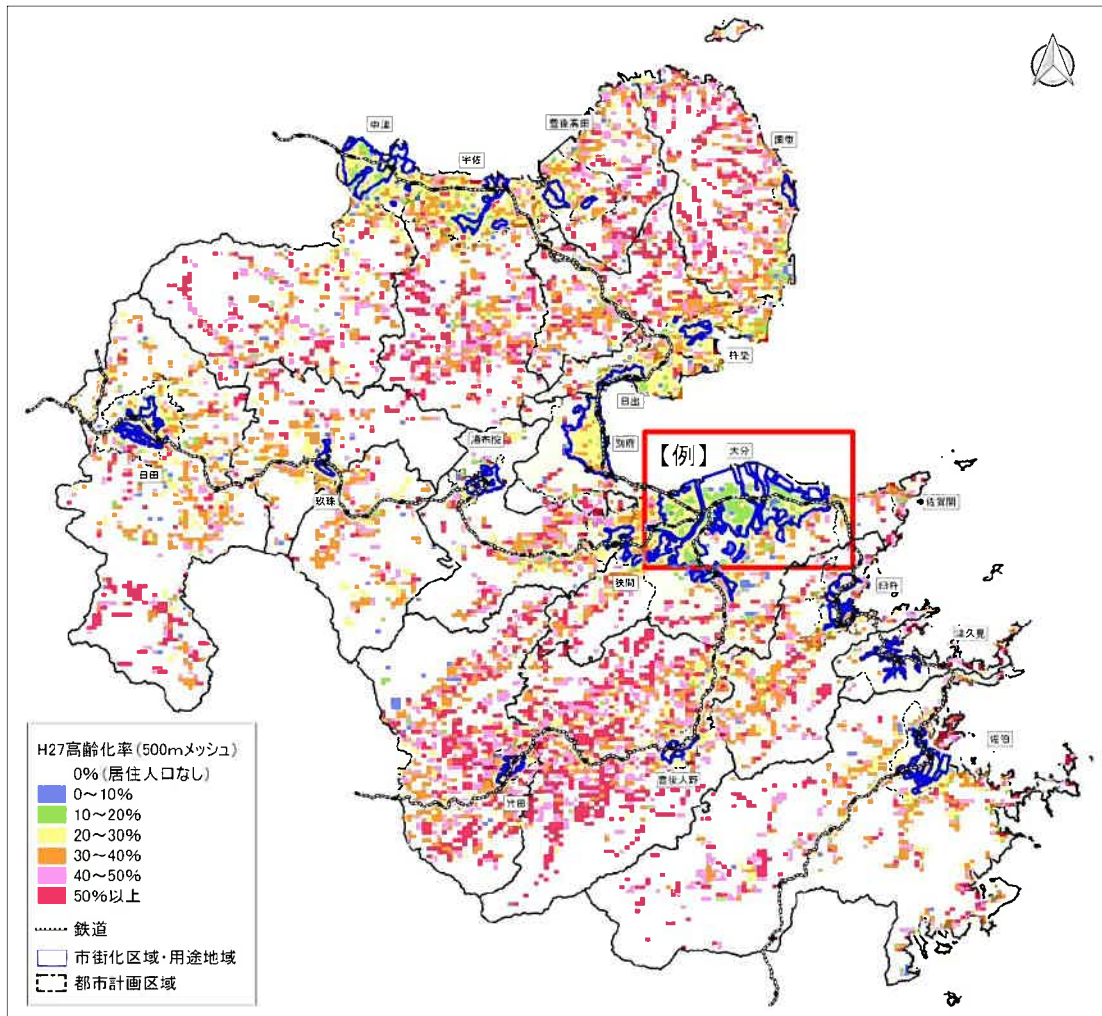 中津
宇佐
豊後高田
国東
杵築
日出
別府
湯布院
日田
玖珠
【例】
大分
佐賀関
挾間
臼杵
津久見
佐伯
豊後大野
竹田
H27高齢化率(500mメッシュ)
0%(居住人口なし)
0～10%
10～20%
20～30%
30～40%
40～50%
50%以上
鉄道
市街化区域・用途地域
都市計画区域